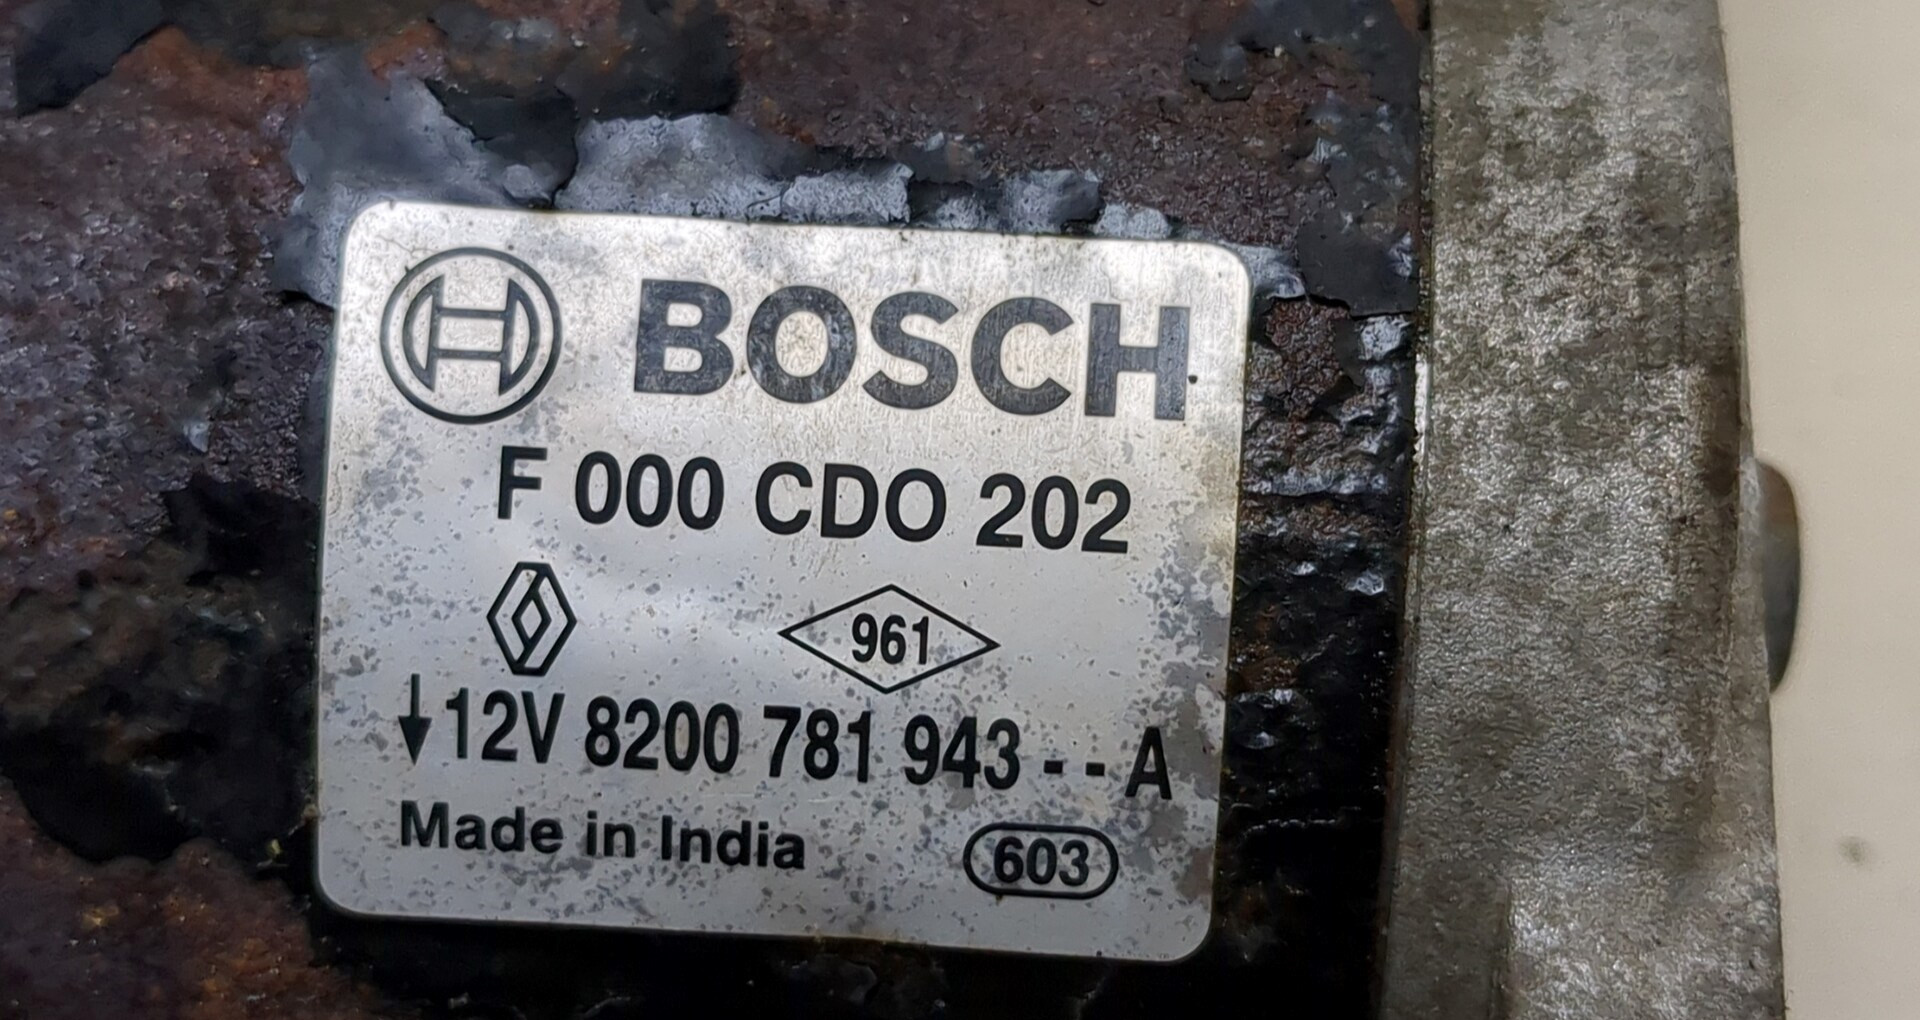 BOSCH
F 000 CDO 202
961
12V 8200 781 943 - - A
Made in India 603